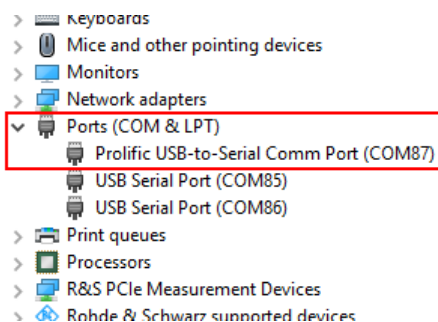 Keyboards
Mice and other pointing devices
Monitors
Network adapters
Ports (COM & LPT)
Prolific USB-to-Serial Comm Port (COM87)
USB Serial Port (COM85)
USB Serial Port (COM86)
Print queues
Processors
R&S PCIe Measurement Devices
Rohde & Schwarz supported devices